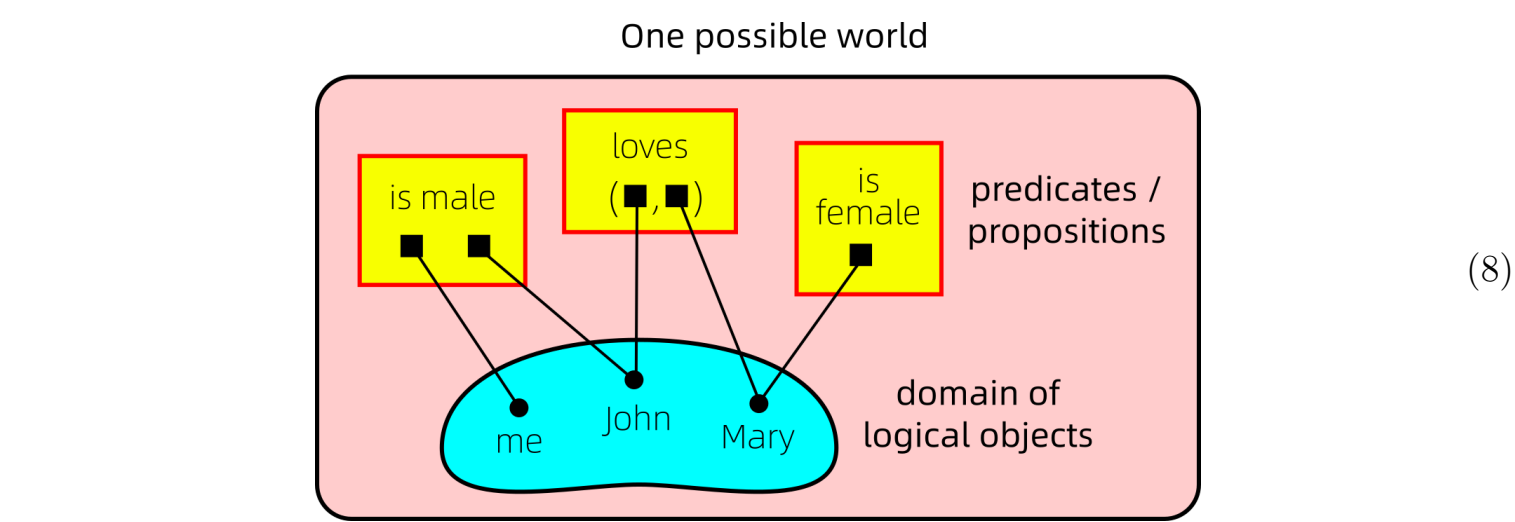 One possible world
loves
( , )
is male
is
female
predicates /
propositions
(8)
domain of
logical objects
me
John
Mary